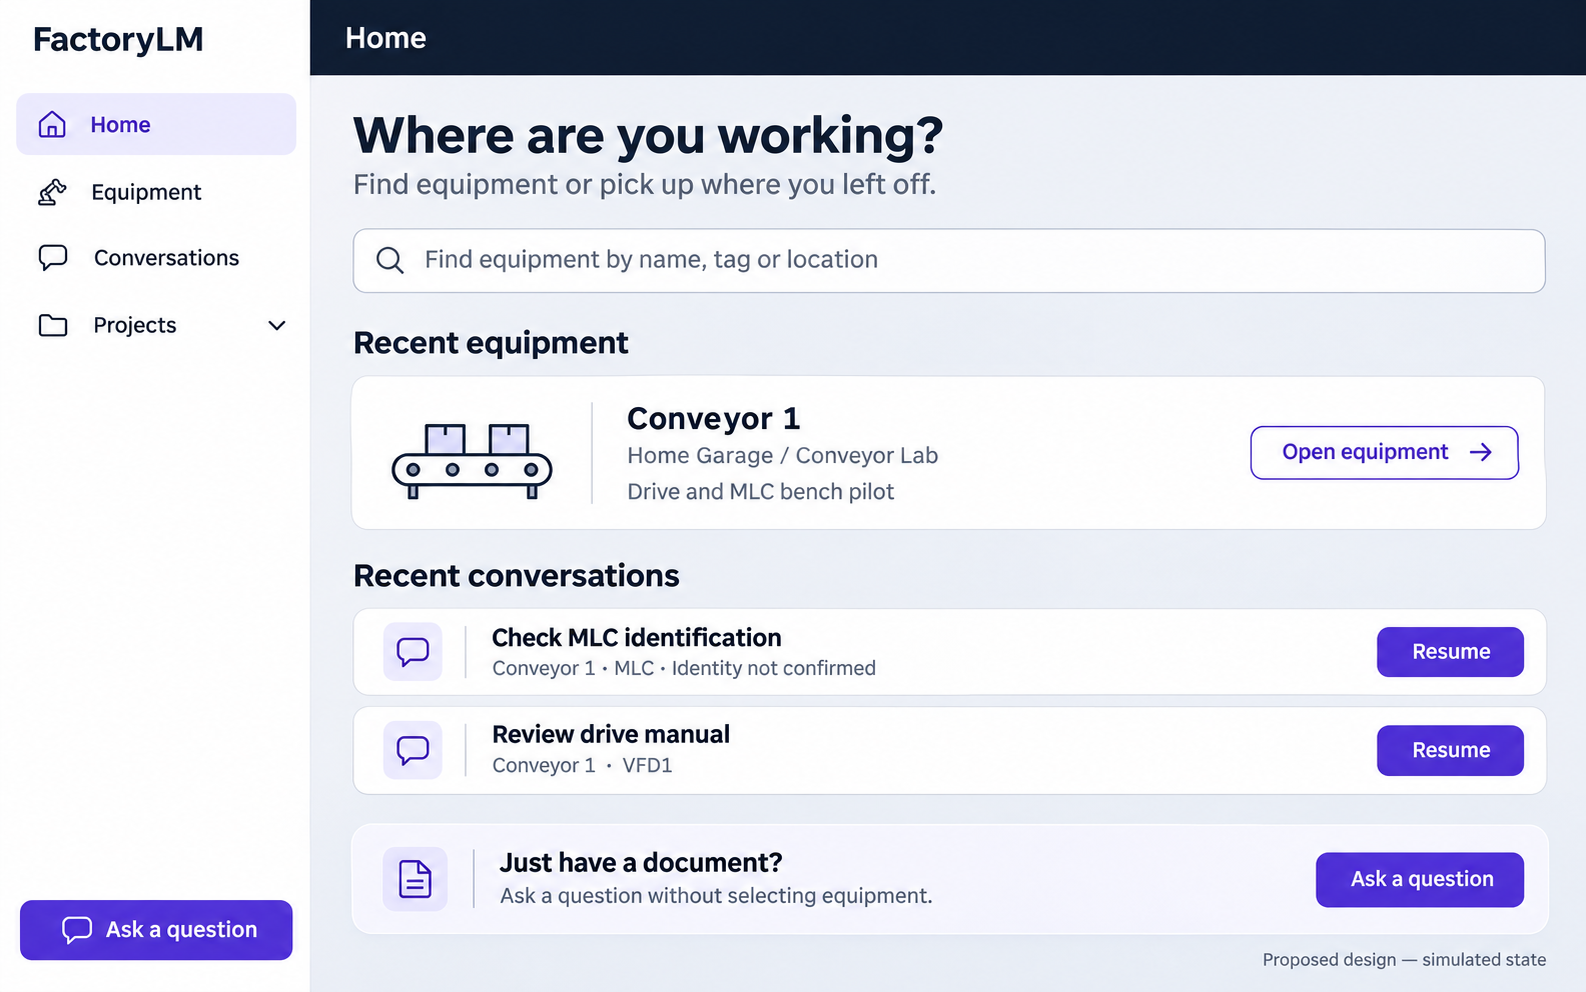 FactoryLM
Home
Equipment
Conversations
Projects
Ask a question
Home
Where are you working?
Find equipment or pick up where you left off.
Find equipment by name, tag or location
Recent equipment
Conveyor 1
Home Garage / Conveyor Lab
Drive and MLC bench pilot
Open equipment
Recent conversations
Check MLC identification
Conveyor 1 • MLC • Identity not confirmed
Resume
Review drive manual
Conveyor 1 • VFD1
Resume
Just have a document?
Ask a question without selecting equipment.
Ask a question
Proposed design — simulated state